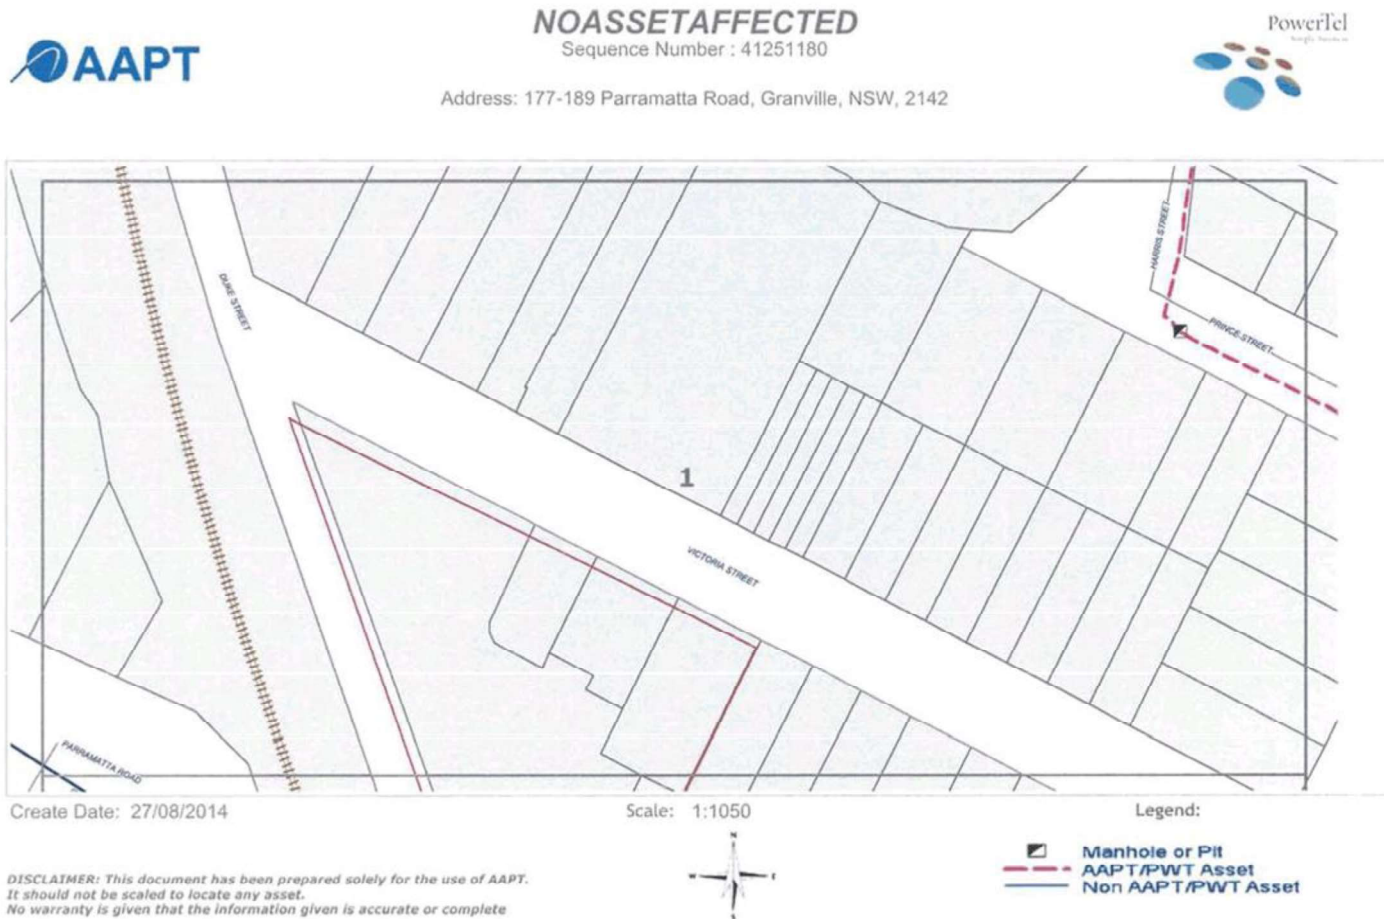 NOASSETAFFECTED
Sequence Number : 41251180
Address: 177-189 Parramatta Road, Granville, NSW, 2142
AAPT
PowerTel
HARRIS STREET
DUKE STREET
PRINCE STREET
1
VICTORIA STREET
PARRAMATTA ROAD
Create Date: 27/08/2014
Scale: 1:1050
Legend:
N
W
E
S
Manhole or Pit
AAPT/PWT Asset
Non AAPT/PWT Asset
DISCLAIMER: This document has been prepared solely for the use of AAPT.
It should not be scaled to locate any asset.
No warranty is given that the information given is accurate or complete